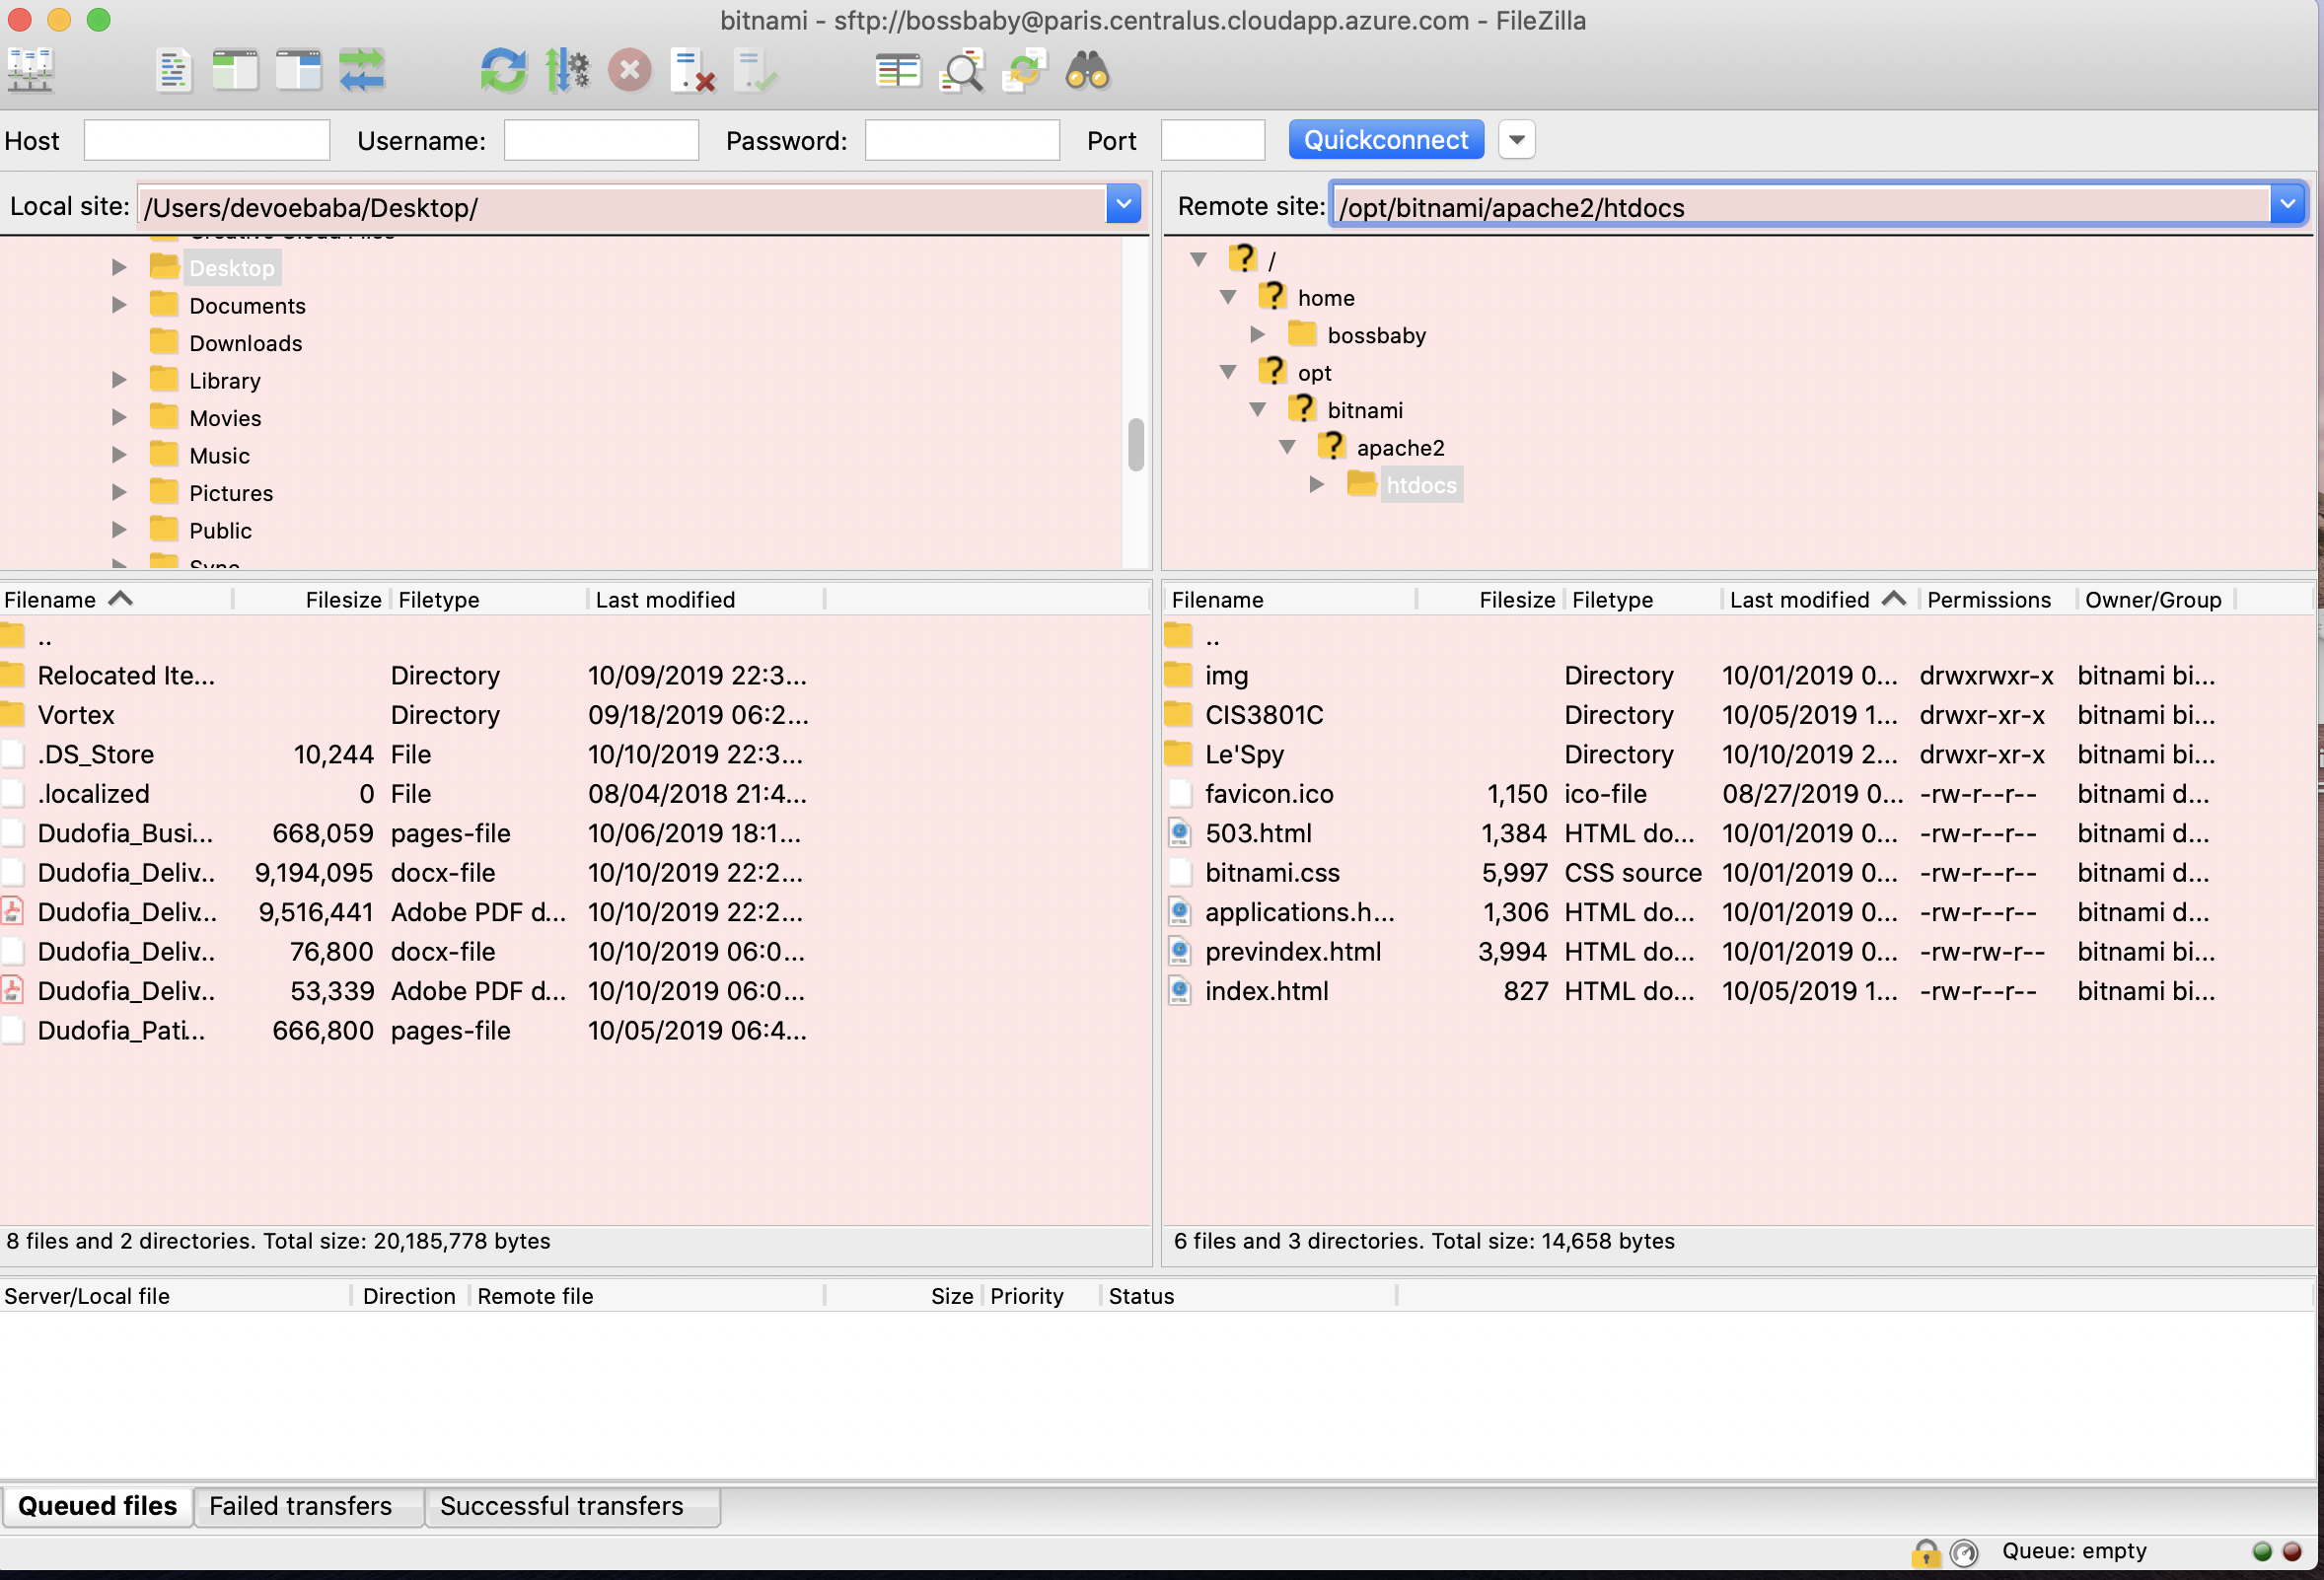 bitnami - sftp://bossbaby@paris.centralus.cloudapp.azure.com - FileZilla
Host Username: Password: Port Quickconnect
Local site: /Users/devoebaba/Desktop/
Desktop
Documents
Downloads
Library
Movies
Music
Pictures
Public
Remote site: /opt/bitnami/apache2/htdocs
/
home
bossbaby
opt
bitnami
apache2
htdocs
Filename Filesize Filetype Last modified
..
Relocated Ite... Directory 10/09/2019 22:3...
Vortex Directory 09/18/2019 06:2...
.DS_Store 10,244 File 10/10/2019 22:3...
.localized 0 File 08/04/2018 21:4...
Dudofia_Busi... 668,059 pages-file 10/06/2019 18:1...
Dudofia_Deliv... 9,194,095 docx-file 10/10/2019 22:2...
Dudofia_Deliv... 9,516,441 Adobe PDF d... 10/10/2019 22:2...
Dudofia_Deliv... 76,800 docx-file 10/10/2019 06:0...
Dudofia_Deliv... 53,339 Adobe PDF d... 10/10/2019 06:0...
Dudofia_Pati... 666,800 pages-file 10/05/2019 06:4...
8 files and 2 directories. Total size: 20,185,778 bytes
Filename Filesize Filetype Last modified Permissions Owner/Group
..
img Directory 10/01/2019 0... drwxrwxr-x bitnami bi...
CIS3801C Directory 10/05/2019 1... drwxr-xr-x bitnami bi...
Le'Spy Directory 10/10/2019 2... drwxr-xr-x bitnami bi...
favicon.ico 1,150 ico-file 08/27/2019 0... -rw-r--r-- bitnami d...
503.html 1,384 HTML do... 10/01/2019 0... -rw-r--r-- bitnami d...
bitnami.css 5,997 CSS source 10/01/2019 0... -rw-r--r-- bitnami d...
applications.h... 1,306 HTML do... 10/01/2019 0... -rw-r--r-- bitnami d...
previndex.html 3,994 HTML do... 10/01/2019 0... -rw-rw-r-- bitnami bi...
index.html 827 HTML do... 10/05/2019 1... -rw-r--r-- bitnami bi...
6 files and 3 directories. Total size: 14,658 bytes
Server/Local file Direction Remote file Size Priority Status
Queued files Failed transfers Successful transfers
Queue: empty